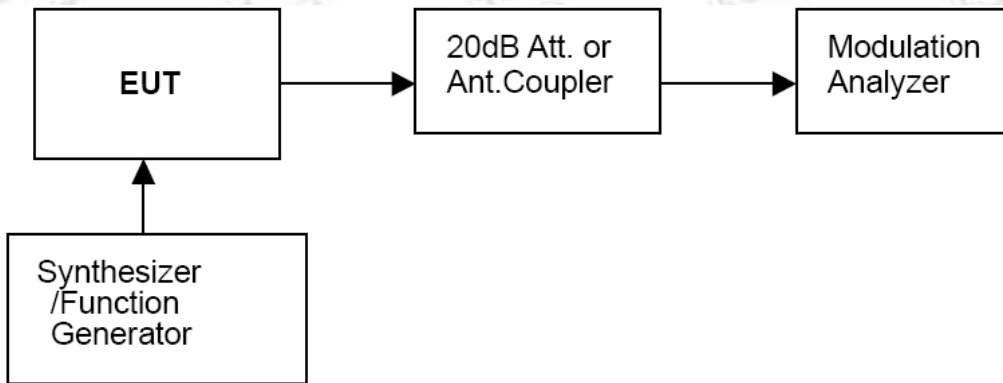 EUT
20dB Att. or
Ant.Coupler
Modulation
Analyzer
Synthesizer
/Function
Generator